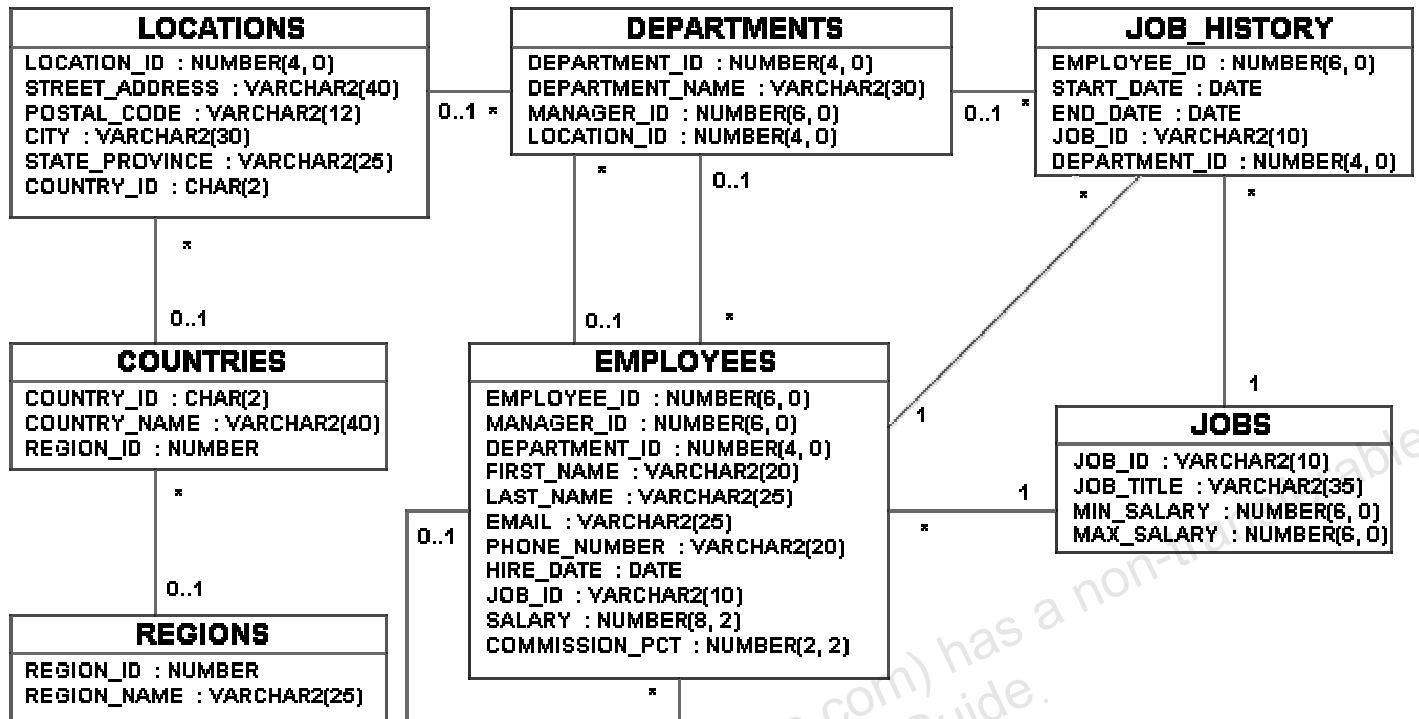 LOCATIONS
LOCATION_ID : NUMBER(4, 0)
STREET_ADDRESS : VARCHAR2(40)
POSTAL_CODE : VARCHAR2(12)
CITY : VARCHAR2(30)
STATE_PROVINCE : VARCHAR2(25)
COUNTRY_ID : CHAR(2)
0..1 *
DEPARTMENTS
DEPARTMENT_ID : NUMBER(4, 0)
DEPARTMENT_NAME : VARCHAR2(30)
MANAGER_ID : NUMBER(6, 0)
LOCATION_ID : NUMBER(4, 0)
0..1 *
JOB_HISTORY
EMPLOYEE_ID : NUMBER(6, 0)
START_DATE : DATE
END_DATE : DATE
JOB_ID : VARCHAR2(10)
DEPARTMENT_ID : NUMBER(4, 0)
*
0..1
*
0..1
0..1
*
*
*
1
1
COUNTRIES
COUNTRY_ID : CHAR(2)
COUNTRY_NAME : VARCHAR2(40)
REGION_ID : NUMBER
*
0..1
EMPLOYEES
EMPLOYEE_ID : NUMBER(6, 0)
MANAGER_ID : NUMBER(6, 0)
DEPARTMENT_ID : NUMBER(4, 0)
FIRST_NAME : VARCHAR2(20)
LAST_NAME : VARCHAR2(25)
EMAIL : VARCHAR2(25)
PHONE_NUMBER : VARCHAR2(20)
HIRE_DATE : DATE
JOB_ID : VARCHAR2(10)
SALARY : NUMBER(8, 2)
COMMISSION_PCT : NUMBER(2, 2)
0..1
*
1
*
JOBS
JOB_ID : VARCHAR2(10)
JOB_TITLE : VARCHAR2(35)
MIN_SALARY : NUMBER(6, 0)
MAX_SALARY : NUMBER(6, 0)
REGIONS
REGION_ID : NUMBER
REGION_NAME : VARCHAR2(25)
com) has a
Guide.